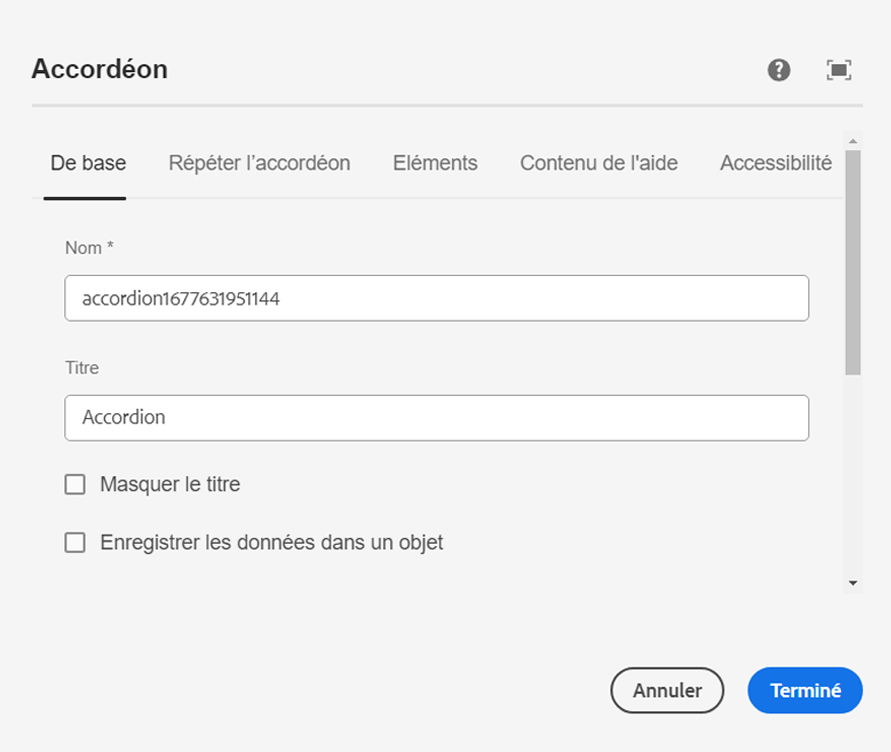 Accordéon
De base Répéter l’accordéon Eléments Contenu de l'aide Accessibilité
Nom *
accordion1677631951144
Titre
Accordion
Masquer le titre
Enregistrer les données dans un objet
Annuler Terminé